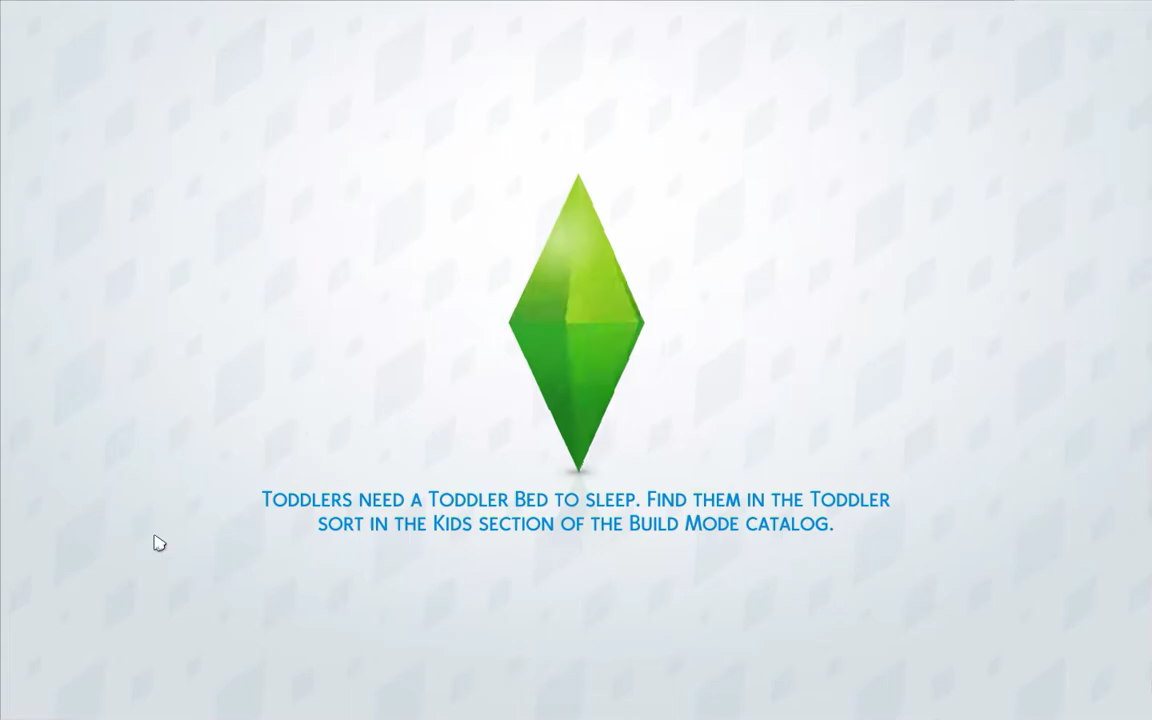 Toddlers need a Toddler Bed to sleep. Find them in the Toddler
sort in the Kids section of the Build Mode catalog.